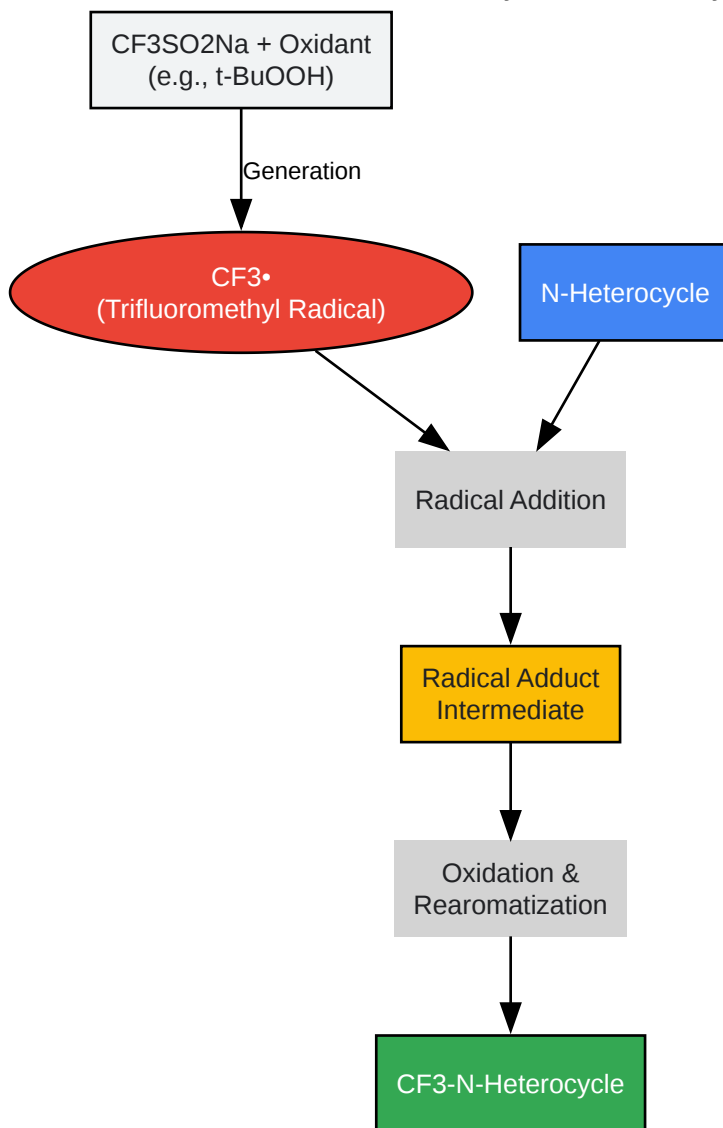 CF3SO2Na + Oxidant
(e.g., t-BuOOH)
Generation
CF3•
(Trifluoromethyl Radical)
N-Heterocycle
Radical Addition
Radical Adduct
Intermediate
Oxidation &
Rearomatization
CF3-N-Heterocycle